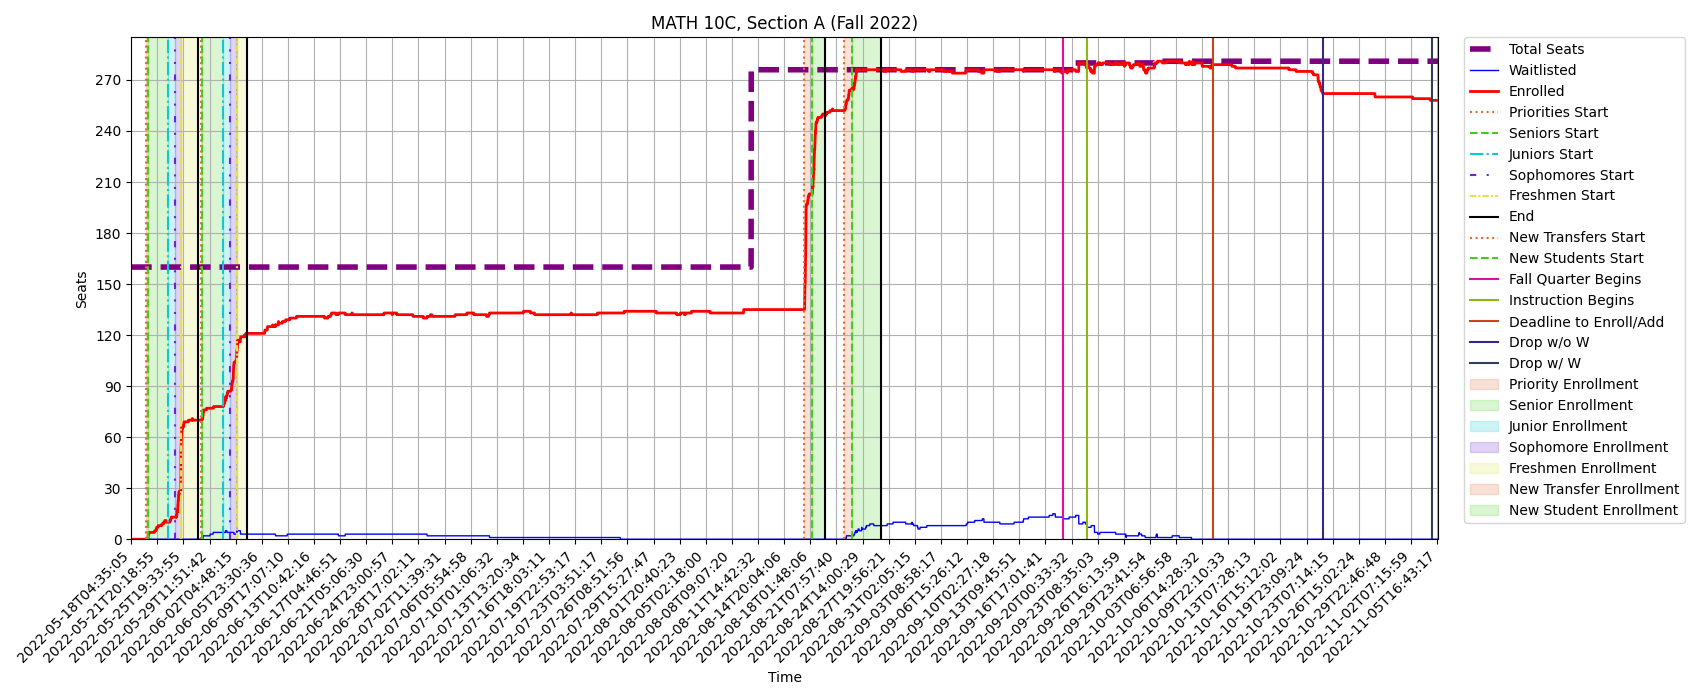 MATH 10C, Section A (Fall 2022)
Seats
270
240
210
180
150
120
90
60
30
0
2022-05-18T04:35:05
2022-05-21T20:18:55
2022-05-25T19:33:55
2022-05-29T11:51:42
2022-06-02T04:48:15
2022-06-05T23:30:36
2022-06-09T17:07:10
2022-06-13T10:42:16
2022-06-17T04:46:51
2022-06-21T05:06:30
2022-06-24T23:00:57
2022-06-28T17:02:11
2022-07-02T11:39:31
2022-07-06T05:54:58
2022-07-10T01:06:32
2022-07-13T13:20:34
2022-07-16T18:03:11
2022-07-19T22:53:17
2022-07-23T03:51:17
2022-07-26T08:51:56
2022-07-29T15:27:47
2022-08-01T20:40:23
2022-08-05T02:18:00
2022-08-08T09:07:20
2022-08-11T14:42:32
2022-08-14T20:04:06
2022-08-18T01:48:06
2022-08-21T07:57:40
2022-08-24T14:00:29
2022-08-27T19:56:21
2022-08-31T02:05:15
2022-09-03T08:58:17
2022-09-06T15:26:12
2022-09-10T02:27:18
2022-09-13T09:45:51
2022-09-16T17:01:41
2022-09-20T00:33:32
2022-09-23T08:35:03
2022-09-26T16:13:59
2022-09-29T23:41:54
2022-10-03T06:56:58
2022-10-06T14:28:32
2022-10-09T22:10:33
2022-10-13T07:28:13
2022-10-16T15:12:02
2022-10-19T23:09:24
2022-10-23T07:14:15
2022-10-26T15:02:24
2022-10-29T22:46:48
2022-11-02T07:15:59
2022-11-05T16:43:17
Time
Total Seats
Waitlisted
Enrolled
Priorities Start
Seniors Start
Juniors Start
Sophomores Start
Freshmen Start
End
New Transfers Start
New Students Start
Fall Quarter Begins
Instruction Begins
Deadline to Enroll/Add
Drop w/o W
Drop w/ W
Priority Enrollment
Senior Enrollment
Junior Enrollment
Sophomore Enrollment
Freshmen Enrollment
New Transfer Enrollment
New Student Enrollment